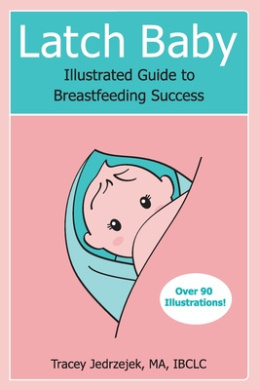 Latch Baby
Illustrated Guide to
Breastfeeding Success
Over 90
Illustrations!
Tracey Jedrzejek, MA, IBCLC